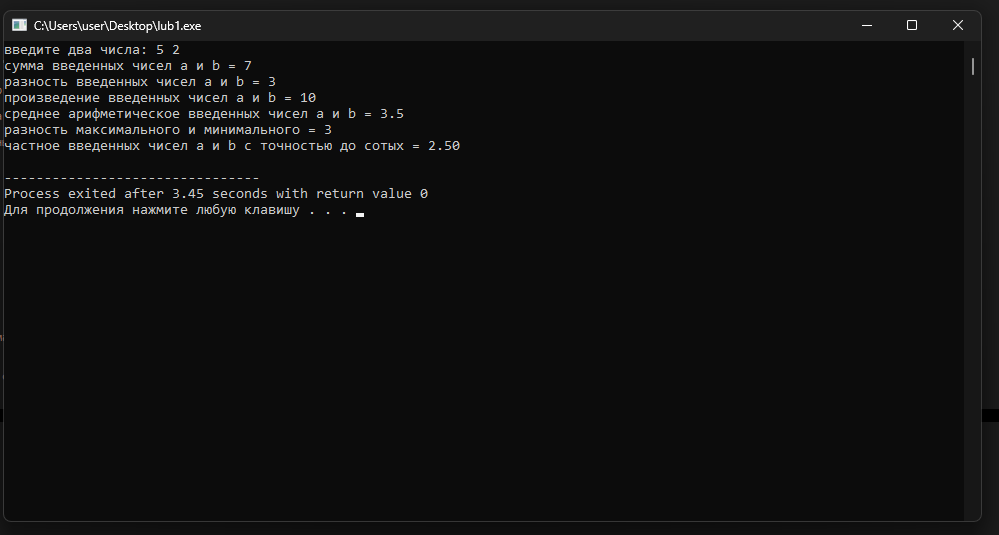 C:\Users\user\Desktop\lub1.exe
введите два числа: 5 2
сумма введенных чисел a и b = 7
разность введенных чисел a и b = 3
произведение введенных чисел a и b = 10
среднее арифметическое введенных чисел a и b = 3.5
разность максимального и минимального = 3
частное введенных чисел a и b с точностью до сотых = 2.50
--------------------------------
Process exited after 3.45 seconds with return value 0
Для продолжения нажмите любую клавишу . . .